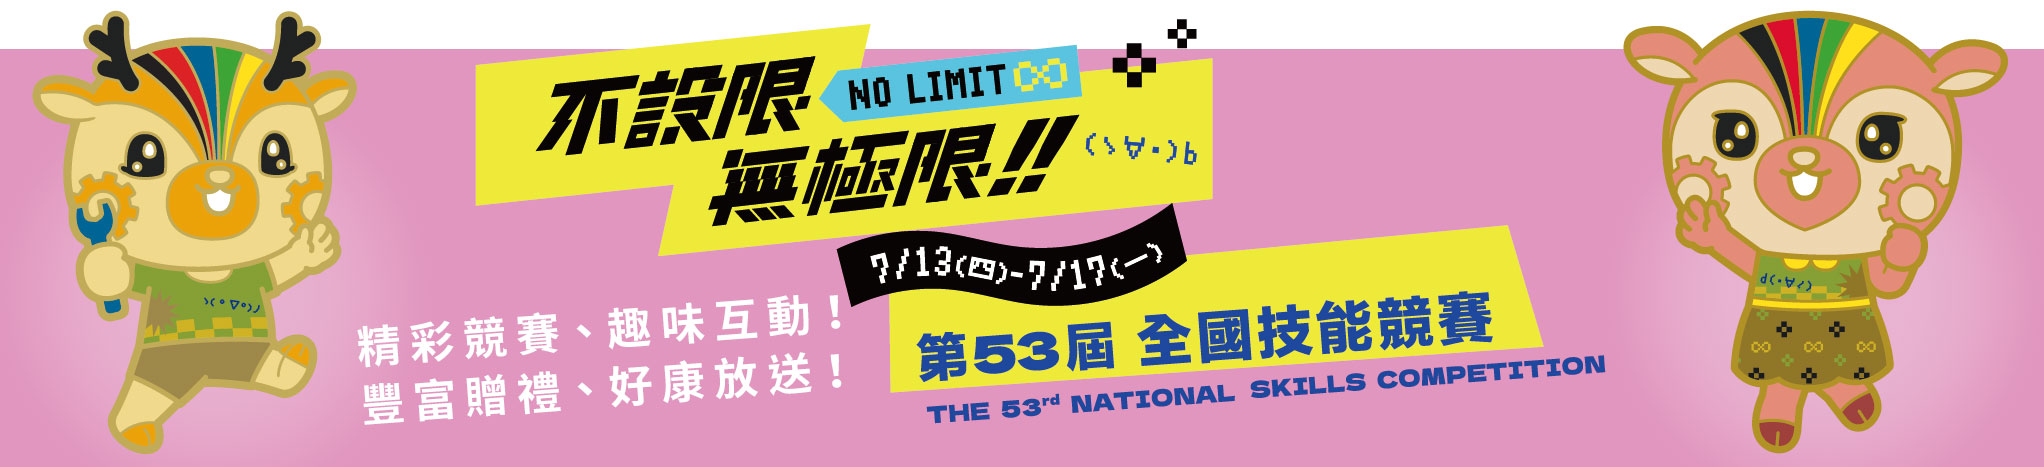 不設限
NO LIMIT
無極限!!
(ヽ∀・)b
7/13(四)-7/17(一)
精彩競賽、趣味互動！
豐富贈禮、好康放送！
第53屆 全國技能競賽
THE 53rd NATIONAL SKILLS COMPETITION